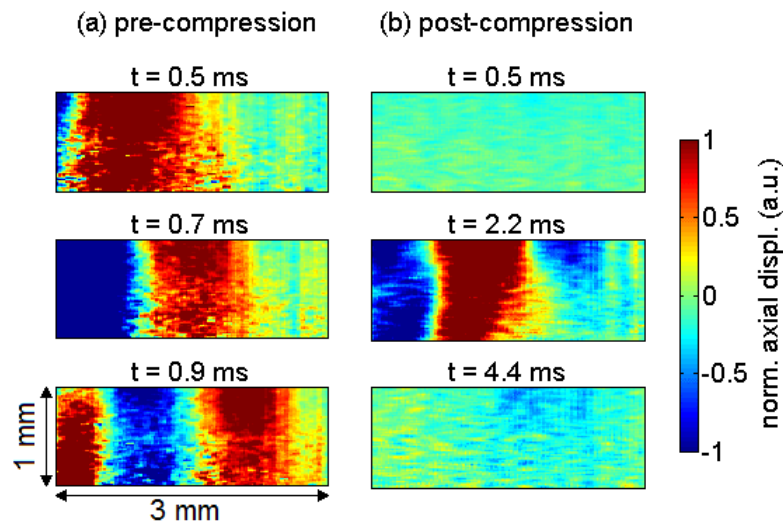 (a) pre-compression (b) post-compression
t = 0.5 ms t = 0.5 ms
t = 0.7 ms t = 2.2 ms
t = 0.9 ms t = 4.4 ms
1 mm
3 mm
1
0.5
0
-0.5
-1
norm. axial displ. (a.u.)